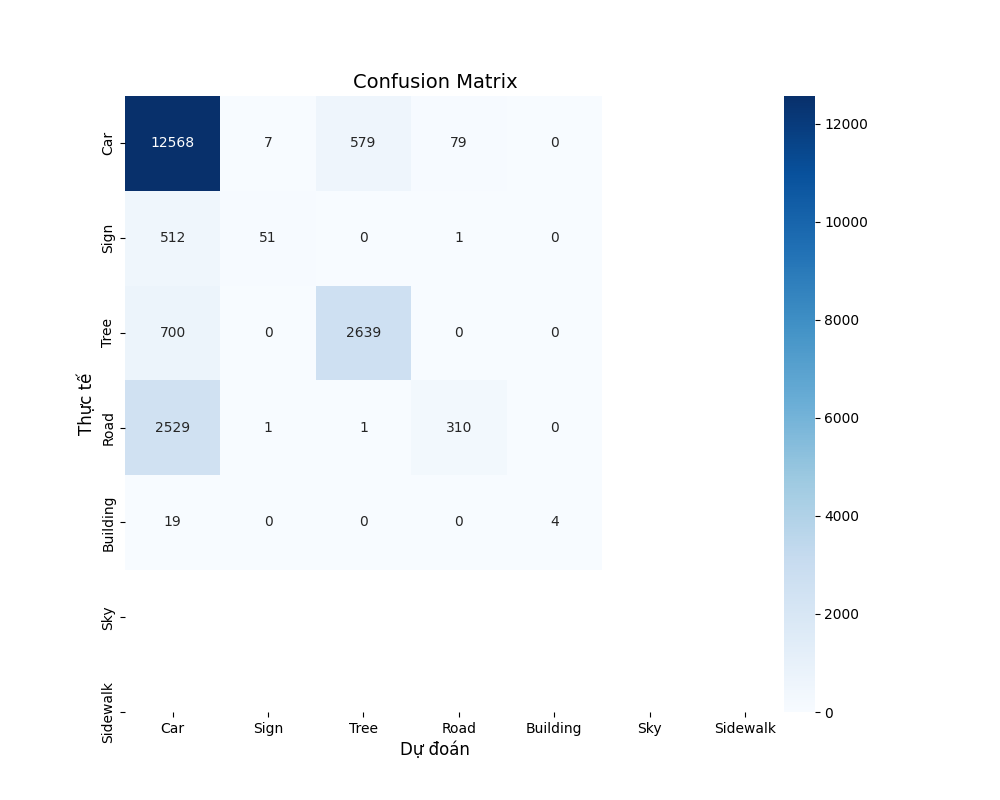 Confusion Matrix
Thực tế
Car 12568 7 579 79 0
Sign 512 51 0 1 0
Tree 700 0 2639 0 0
Road 2529 1 1 310 0
Building 19 0 0 0 4
Sky
Sidewalk
Car Sign Tree Road Building Sky Sidewalk
Dự đoán
12000
10000
8000
6000
4000
2000
0